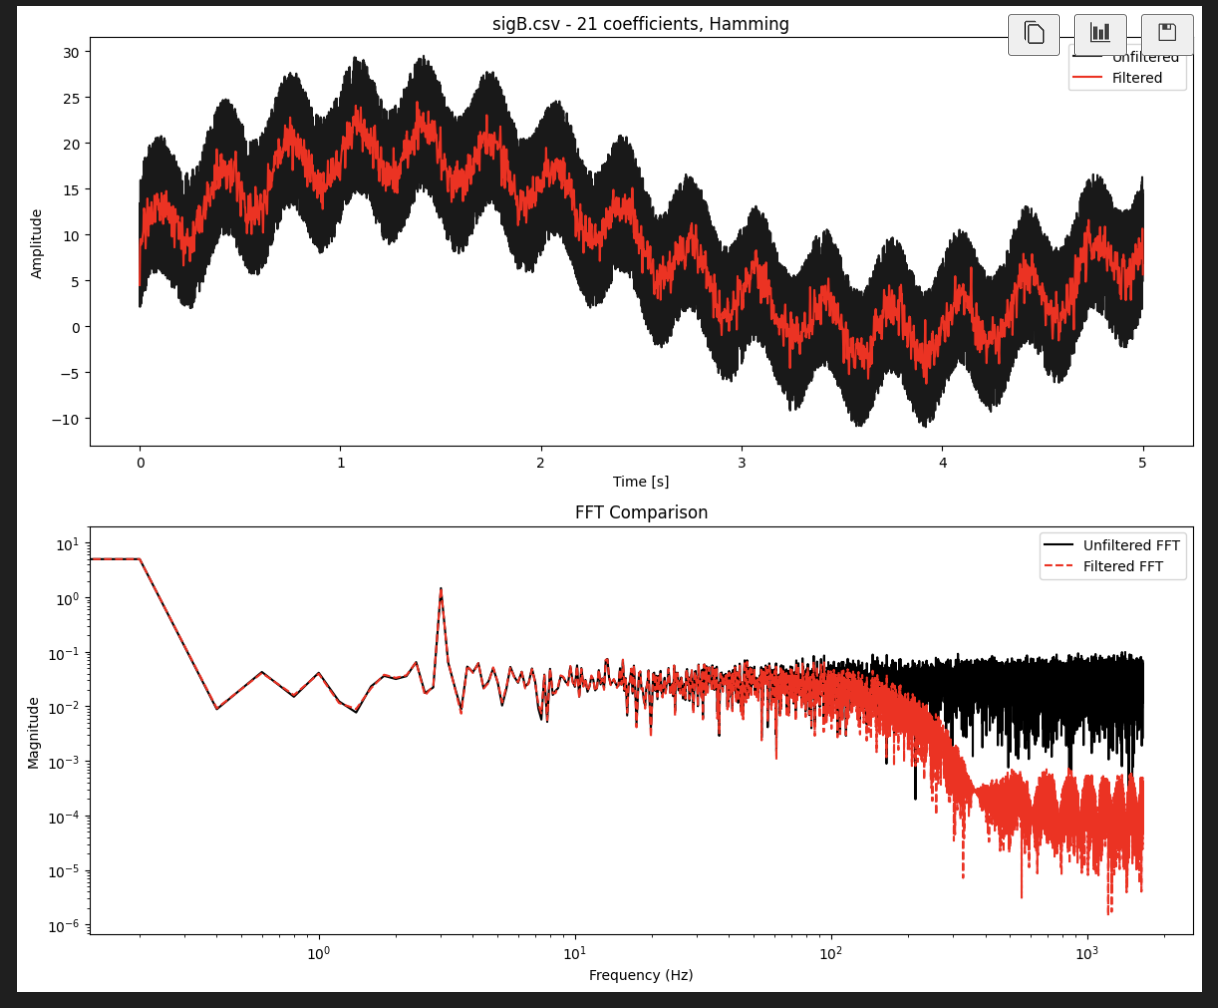 sigB.csv - 21 coefficients, Hamming
Unfiltered
Filtered
30
25
20
15
10
5
0
−5
−10
Amplitude
0 1 2 3 4 5
Time [s]
FFT Comparison
Unfiltered FFT
Filtered FFT
10¹
10⁰
10⁻¹
10⁻²
10⁻³
10⁻⁴
10⁻⁵
10⁻⁶
Magnitude
10⁰ 10¹ 10² 10³
Frequency (Hz)